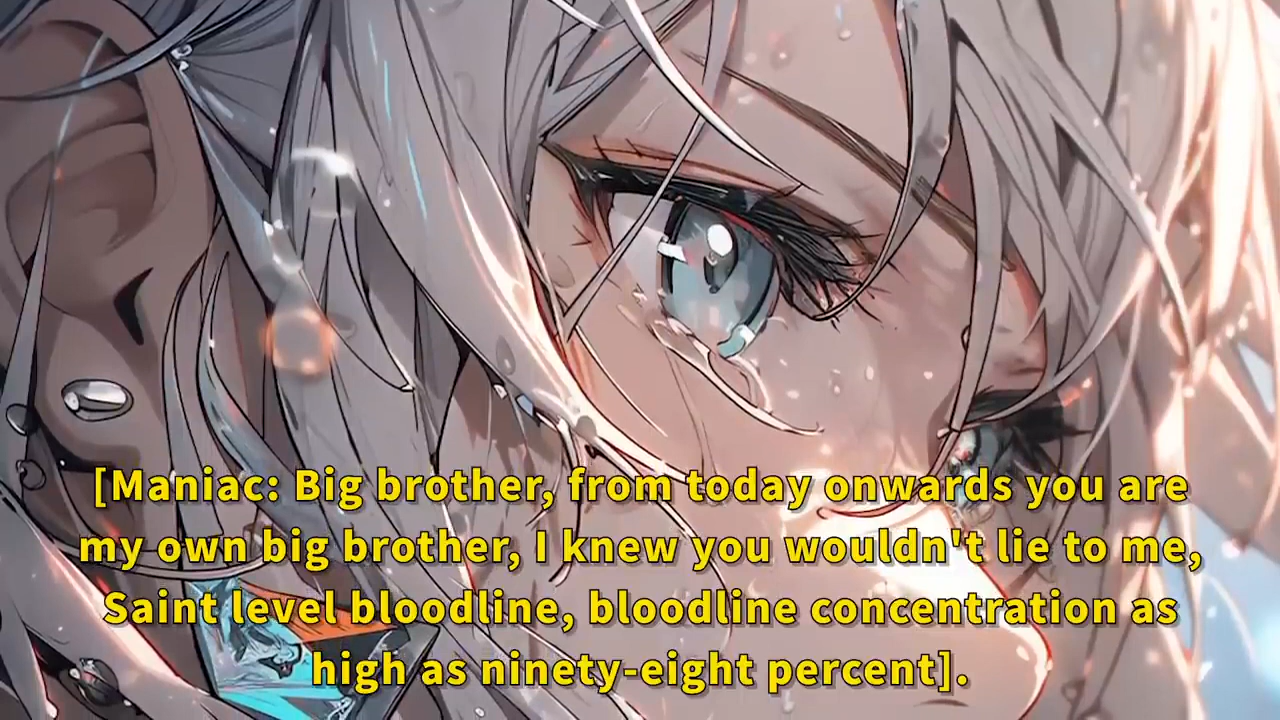 [Maniac: Big brother, from today onwards you are
my own big brother, I knew you wouldn't lie to me,
Saint level bloodline, bloodline concentration as
high as ninety-eight percent].